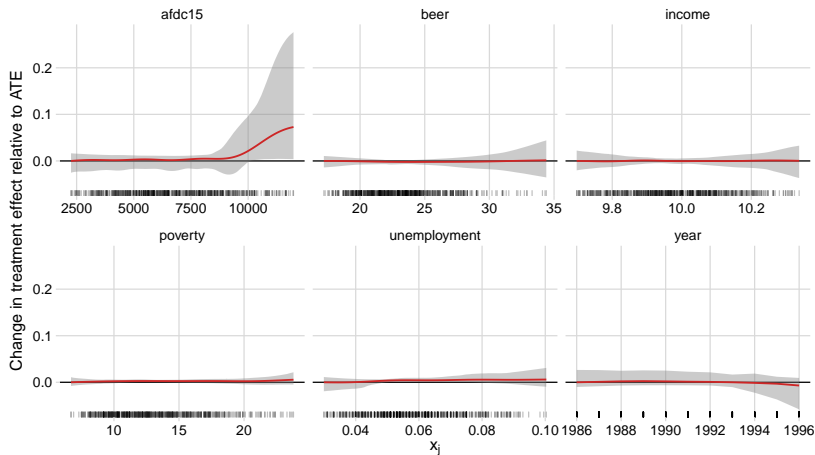 afdc15 beer income
0.2
0.1
0.0
2500 5000 7500 10000 20 25 30 35 9.8 10.0 10.2
poverty unemployment year
0.2
0.1
0.0
10 15 20 0.04 0.06 0.08 0.10 1986 1988 1990 1992 1994 1996
x_j
Change in treatment effect relative to ATE